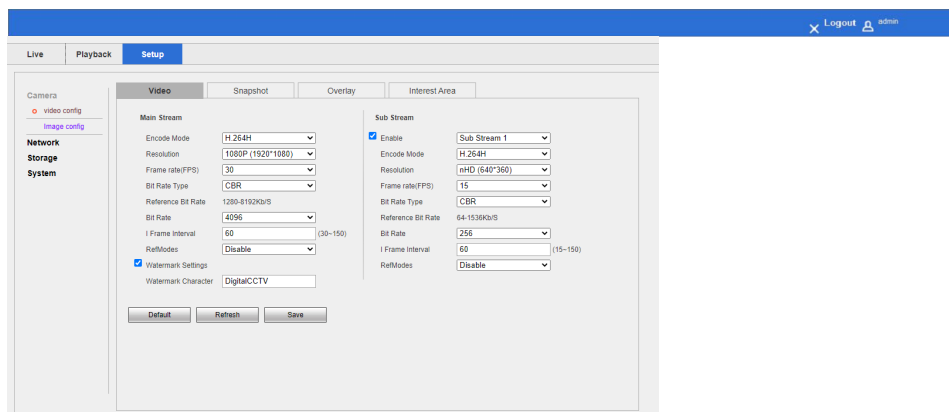 Logout admin
Live Playback Setup
Camera
video config
Image config
Network
Storage
System
Video Snapshot Overlay Interest Area
Main Stream
Encode Mode H.264H
Resolution 1080P (1920*1080)
Frame rate(FPS) 30
Bit Rate Type CBR
Reference Bit Rate 1280-8192Kb/S
Bit Rate 4096
I Frame Interval 60 (30~150)
RefModes Disable
Watermark Settings
Watermark Character DigitalCCTV
Sub Stream
Enable Sub Stream 1
Encode Mode H.264H
Resolution nHD (640*360)
Frame rate(FPS) 15
Bit Rate Type CBR
Reference Bit Rate 64-1536Kb/S
Bit Rate 256
I Frame Interval 60 (15~150)
RefModes Disable
Default Refresh Save